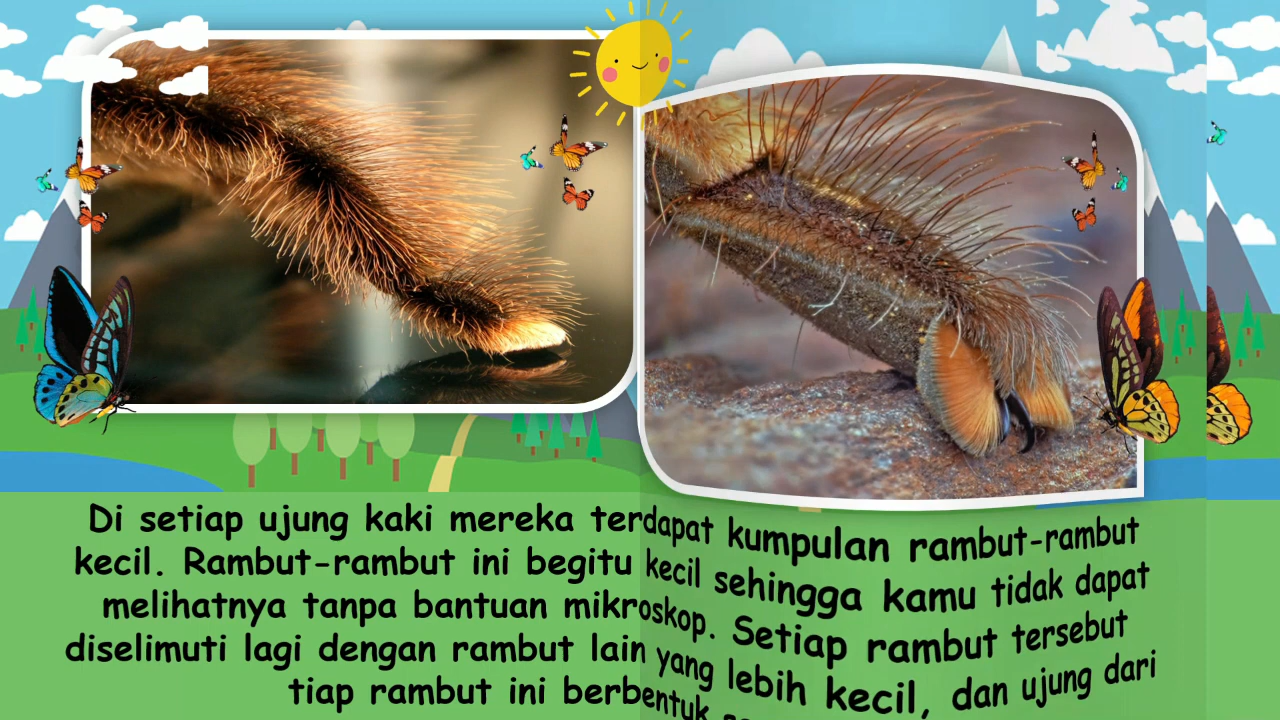 Di setiap ujung kaki mereka terdapat kumpulan rambut-rambut
kecil. Rambut-rambut ini begitu kecil sehingga kamu tidak dapat
melihatnya tanpa bantuan mikroskop. Setiap rambut tersebut
diselimuti lagi dengan rambut lain yang lebih kecil, dan ujung dari
tiap rambut ini berbentuk